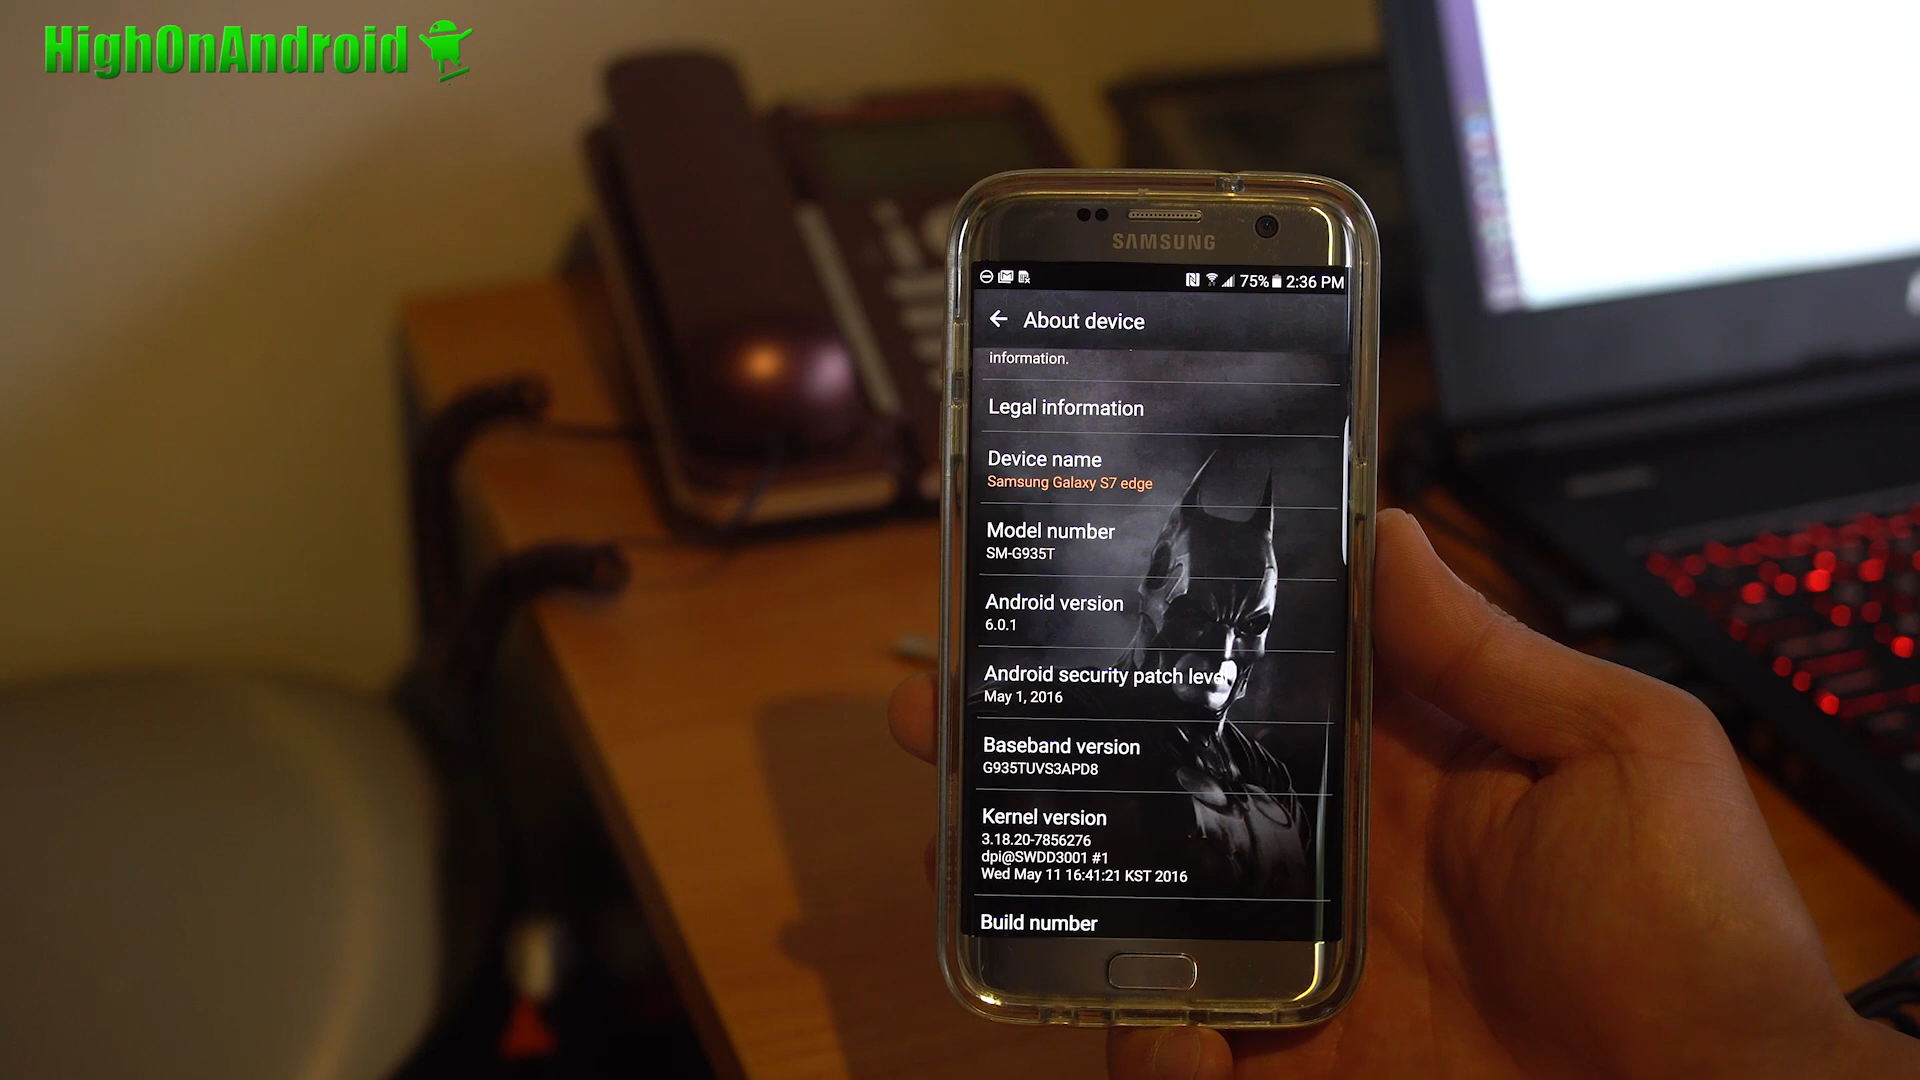 HighOnAndroid
SAMSUNG
75% 2:36 PM
About device
information.
Legal information
Device name
Samsung Galaxy S7 edge
Model number
SM-G935T
Android version
6.0.1
Android security patch level
May 1, 2016
Baseband version
G935TUVS3APD8
Kernel version
3.18.20-7856276
dpi@SWDD3001 #1
Wed May 11 16:41:21 KST 2016
Build number